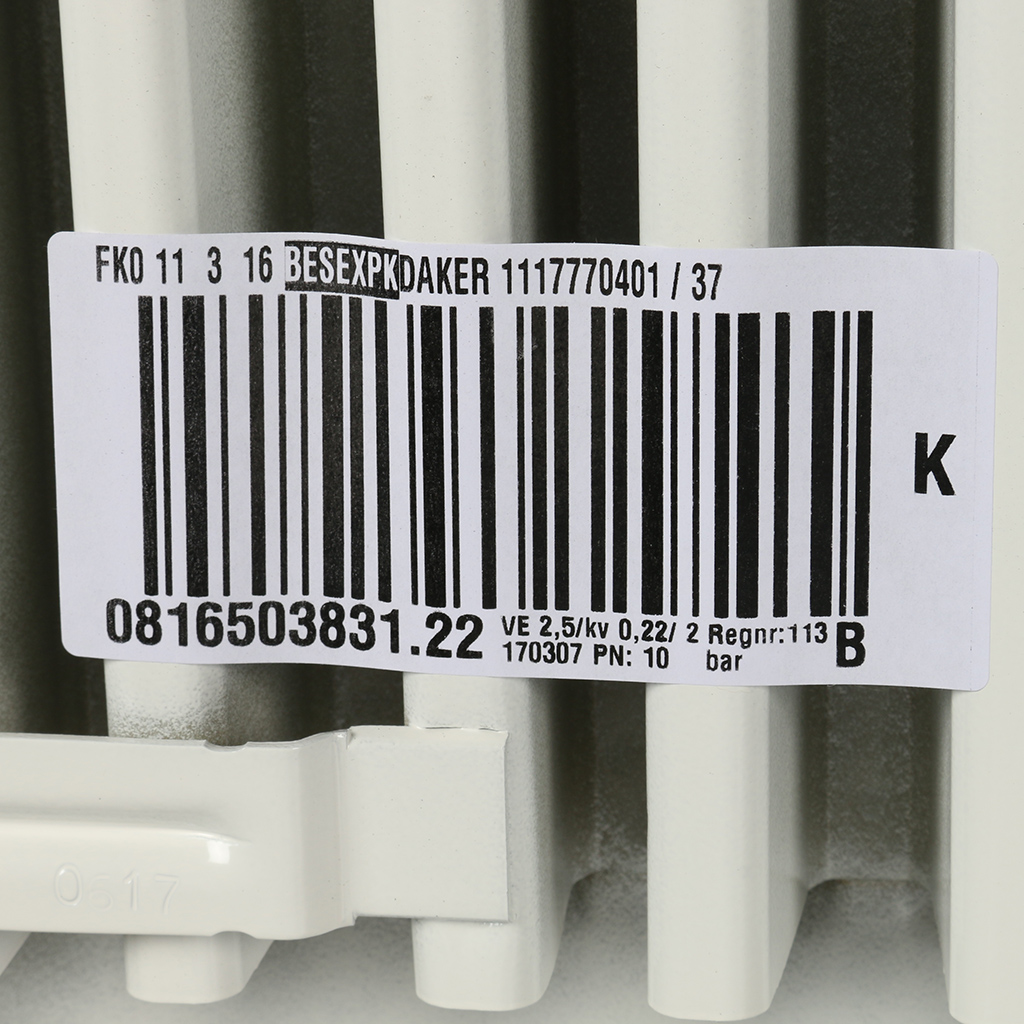 FKO 11 3 16 BESEXPKDAKER 1117770401 / 37
K
0816503831.22
VE 2,5/kv 0,22/ 2 Regnr:113
170307 PN: 10 bar
B
0617